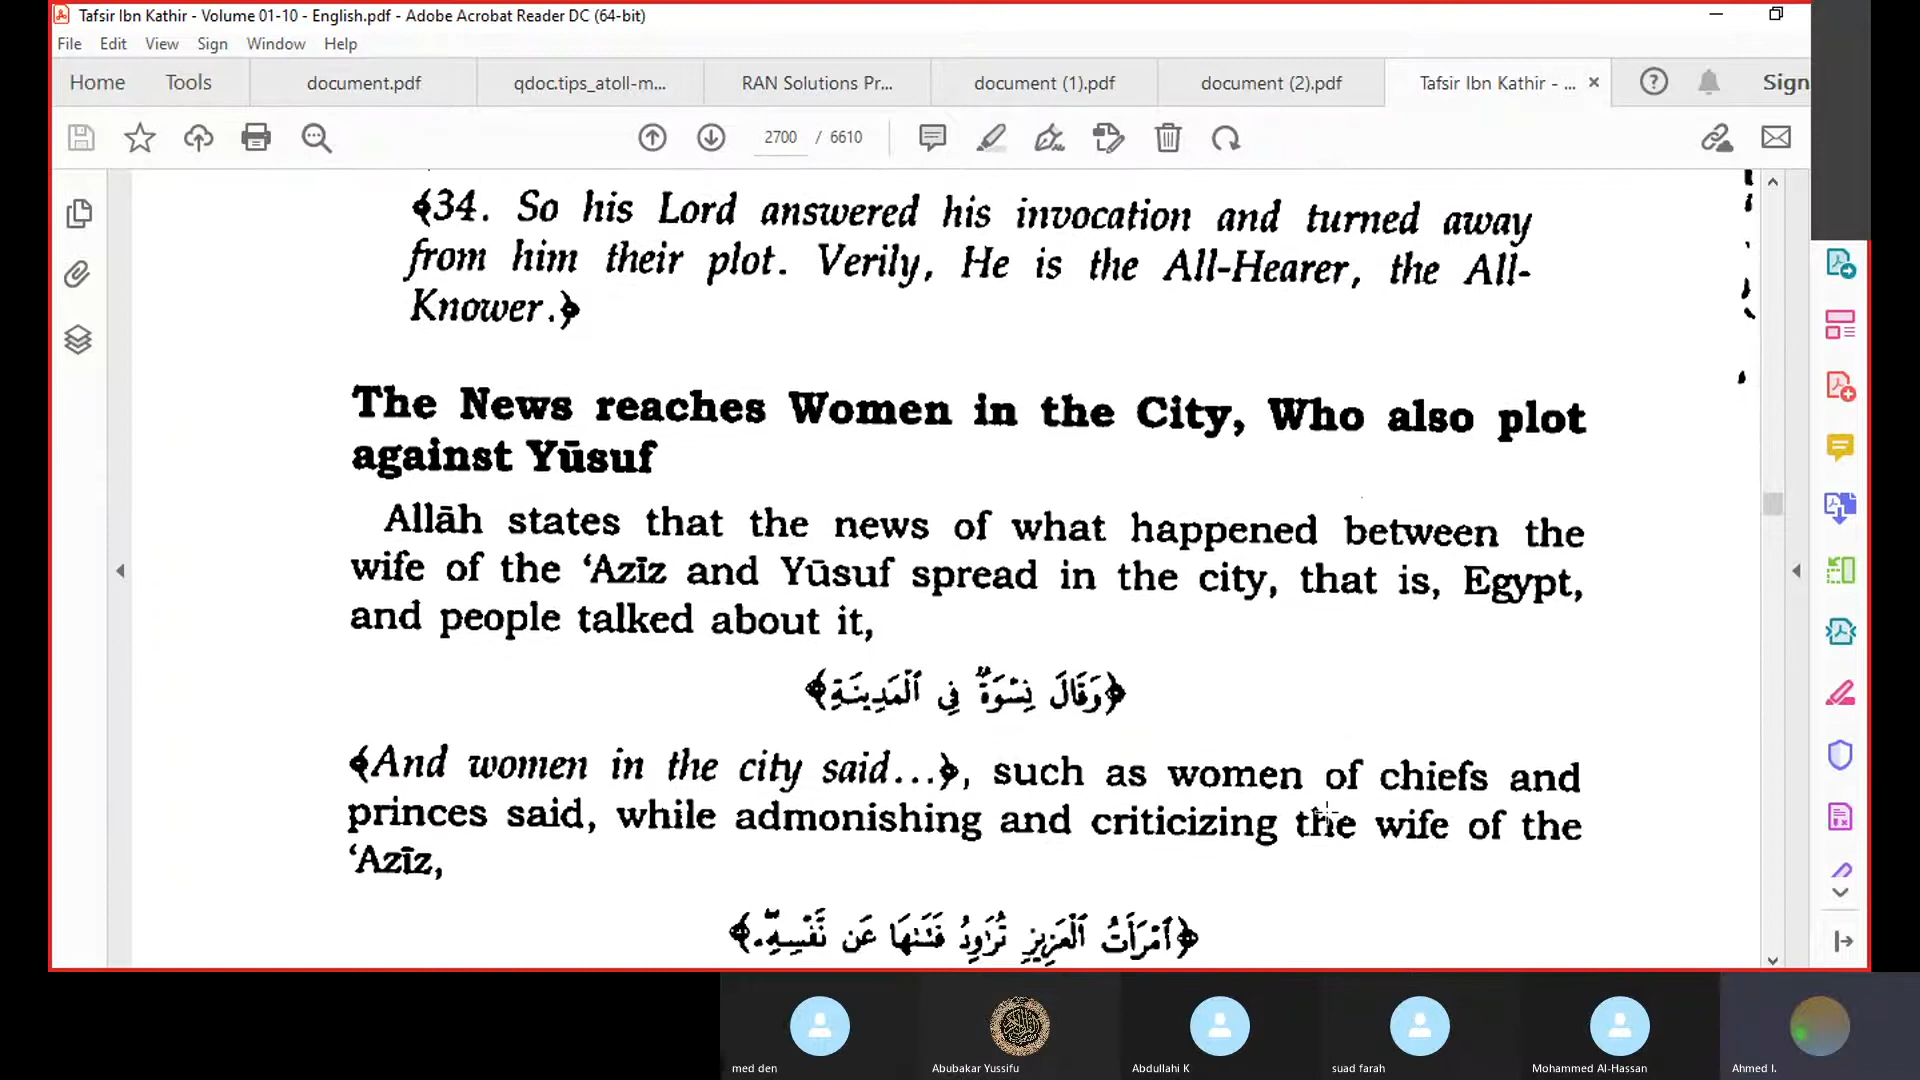 Tafsir Ibn Kathir - Volume 01-10 - English.pdf - Adobe Acrobat Reader DC (64-bit)
File Edit View Sign Window Help
Home Tools document.pdf qdoc.tips_atoll-m... RAN Solutions Pr... document (1).pdf document (2).pdf Tafsir Ibn Kathir - ... Sign
2700 / 6610
﴾34. So his Lord answered his invocation and turned away
from him their plot. Verily, He is the All-Hearer, the All-
Knower.﴿
The News reaches Women in the City, Who also plot
against Yūsuf
Allāh states that the news of what happened between the
wife of the ‘Azīz and Yūsuf spread in the city, that is, Egypt,
and people talked about it,
﴿وَقَالَ نِسْوَةٌ فِى ٱلْمَدِينَةِ﴾
﴾And women in the city said...﴿, such as women of chiefs and
princes said, while admonishing and criticizing the wife of the
‘Azīz,
﴿ٱمْرَأَتُ ٱلْعَزِيزِ تُرَٰوِدُ فَتَىٰهَا عَن نَّفْسِهِۦ﴾
med den Abubakar Yussifu Abdullahi K suad farah Mohammed Al-Hassan Ahmed I.